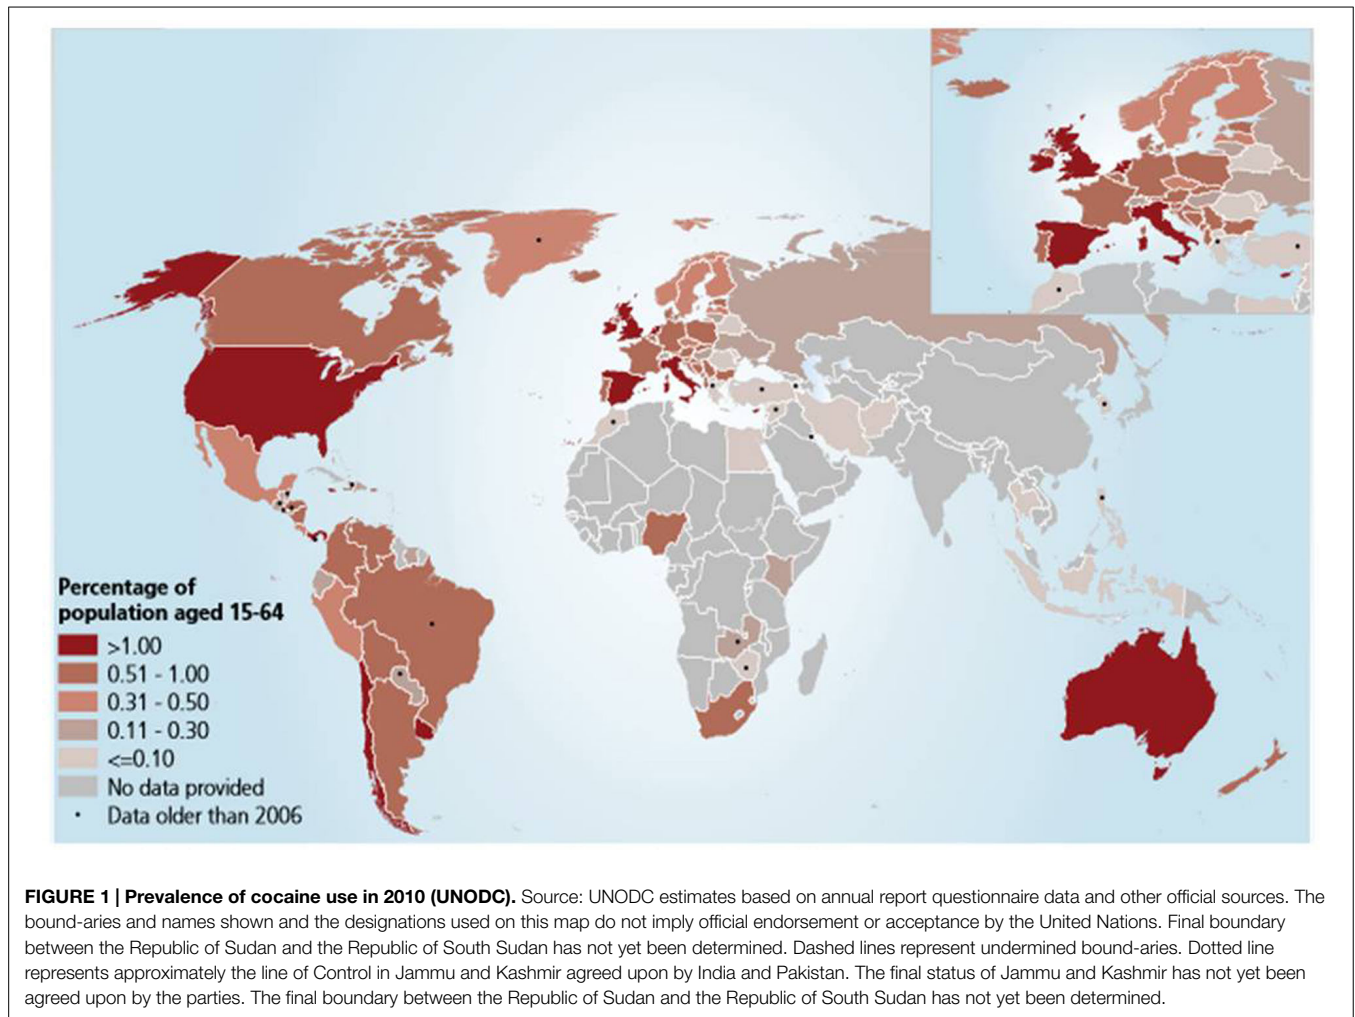 Percentage of
population aged 15-64
>1.00
0.51 - 1.00
0.31 - 0.50
0.11 - 0.30
<=0.10
No data provided
Data older than 2006
FIGURE 1 | Prevalence of cocaine use in 2010 (UNODC). Source: UNODC estimates based on annual report questionnaire data and other official sources. The
bound-aries and names shown and the designations used on this map do not imply official endorsement or acceptance by the United Nations. Final boundary
between the Republic of Sudan and the Republic of South Sudan has not yet been determined. Dashed lines represent undermined bound-aries. Dotted line
represents approximately the line of Control in Jammu and Kashmir agreed upon by India and Pakistan. The final status of Jammu and Kashmir has not yet been
agreed upon by the parties. The final boundary between the Republic of Sudan and the Republic of South Sudan has not yet been determined.